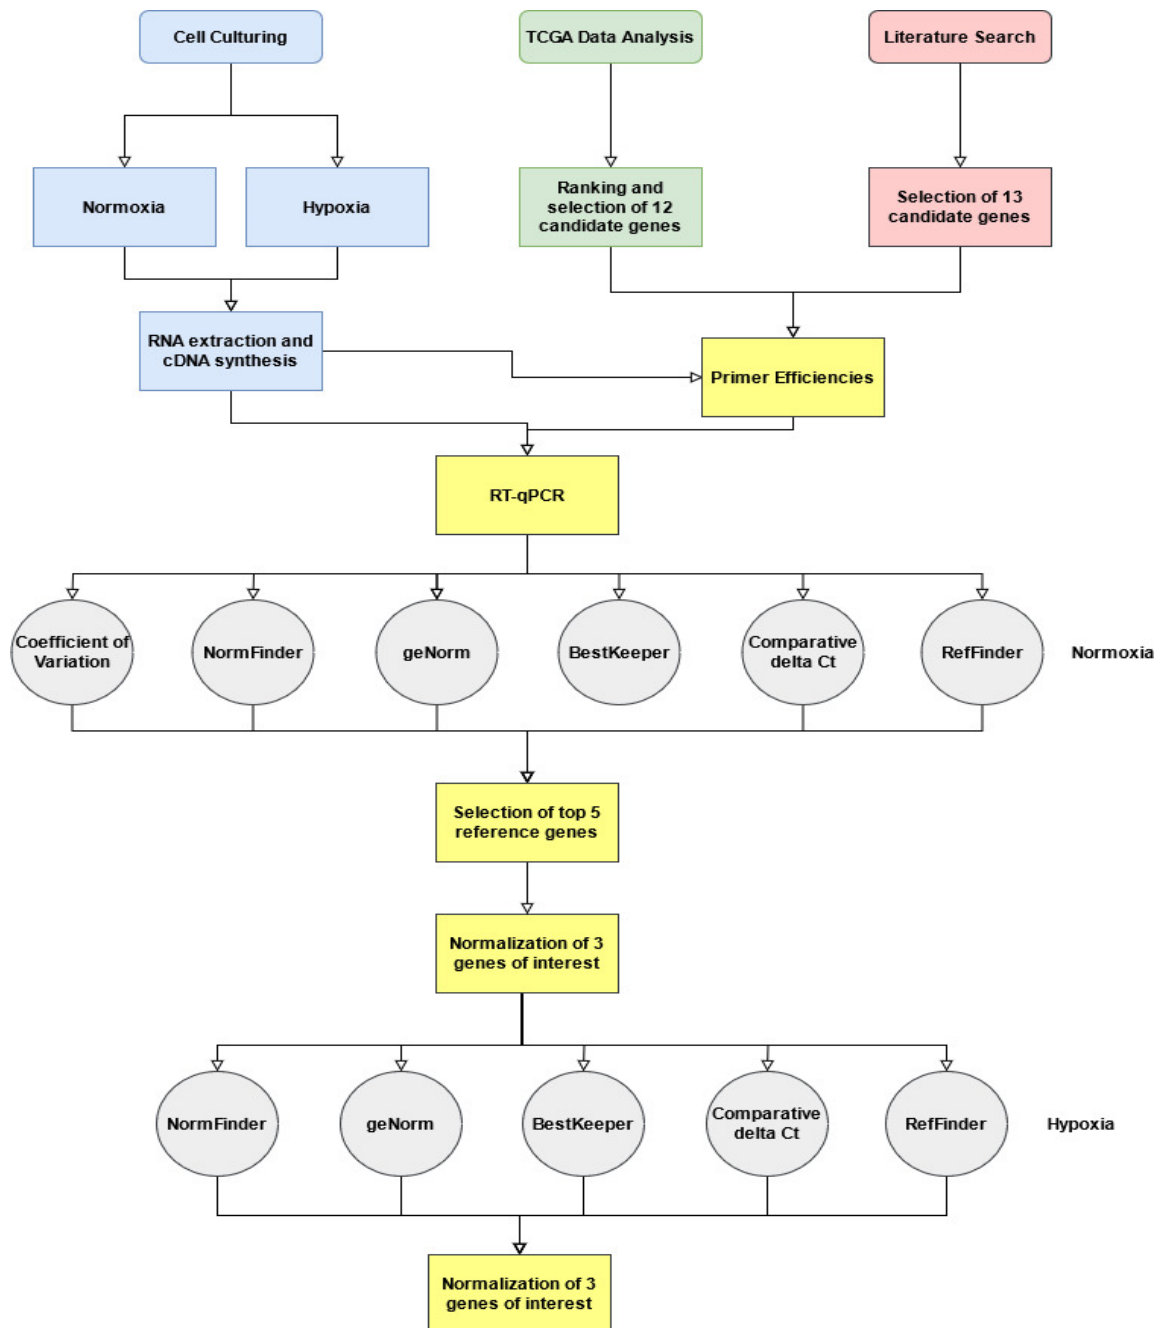 Cell Culturing
TCGA Data Analysis
Literature Search
Normoxia
Hypoxia
Ranking and
selection of 12
candidate genes
Selection of 13
candidate genes
RNA extraction and
cDNA synthesis
Primer Efficiencies
RT-qPCR
Coefficient of
Variation
NormFinder
geNorm
BestKeeper
Comparative
delta Ct
RefFinder
Normoxia
Selection of top 5
reference genes
Normalization of 3
genes of interest
NormFinder
geNorm
BestKeeper
Comparative
delta Ct
RefFinder
Hypoxia
Normalization of 3
genes of interest